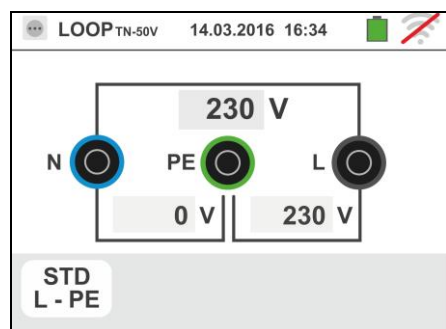 LOOP TN-50V 14.03.2016 16:34
230 V
N PE L
0 V 230 V
STD
L - PE